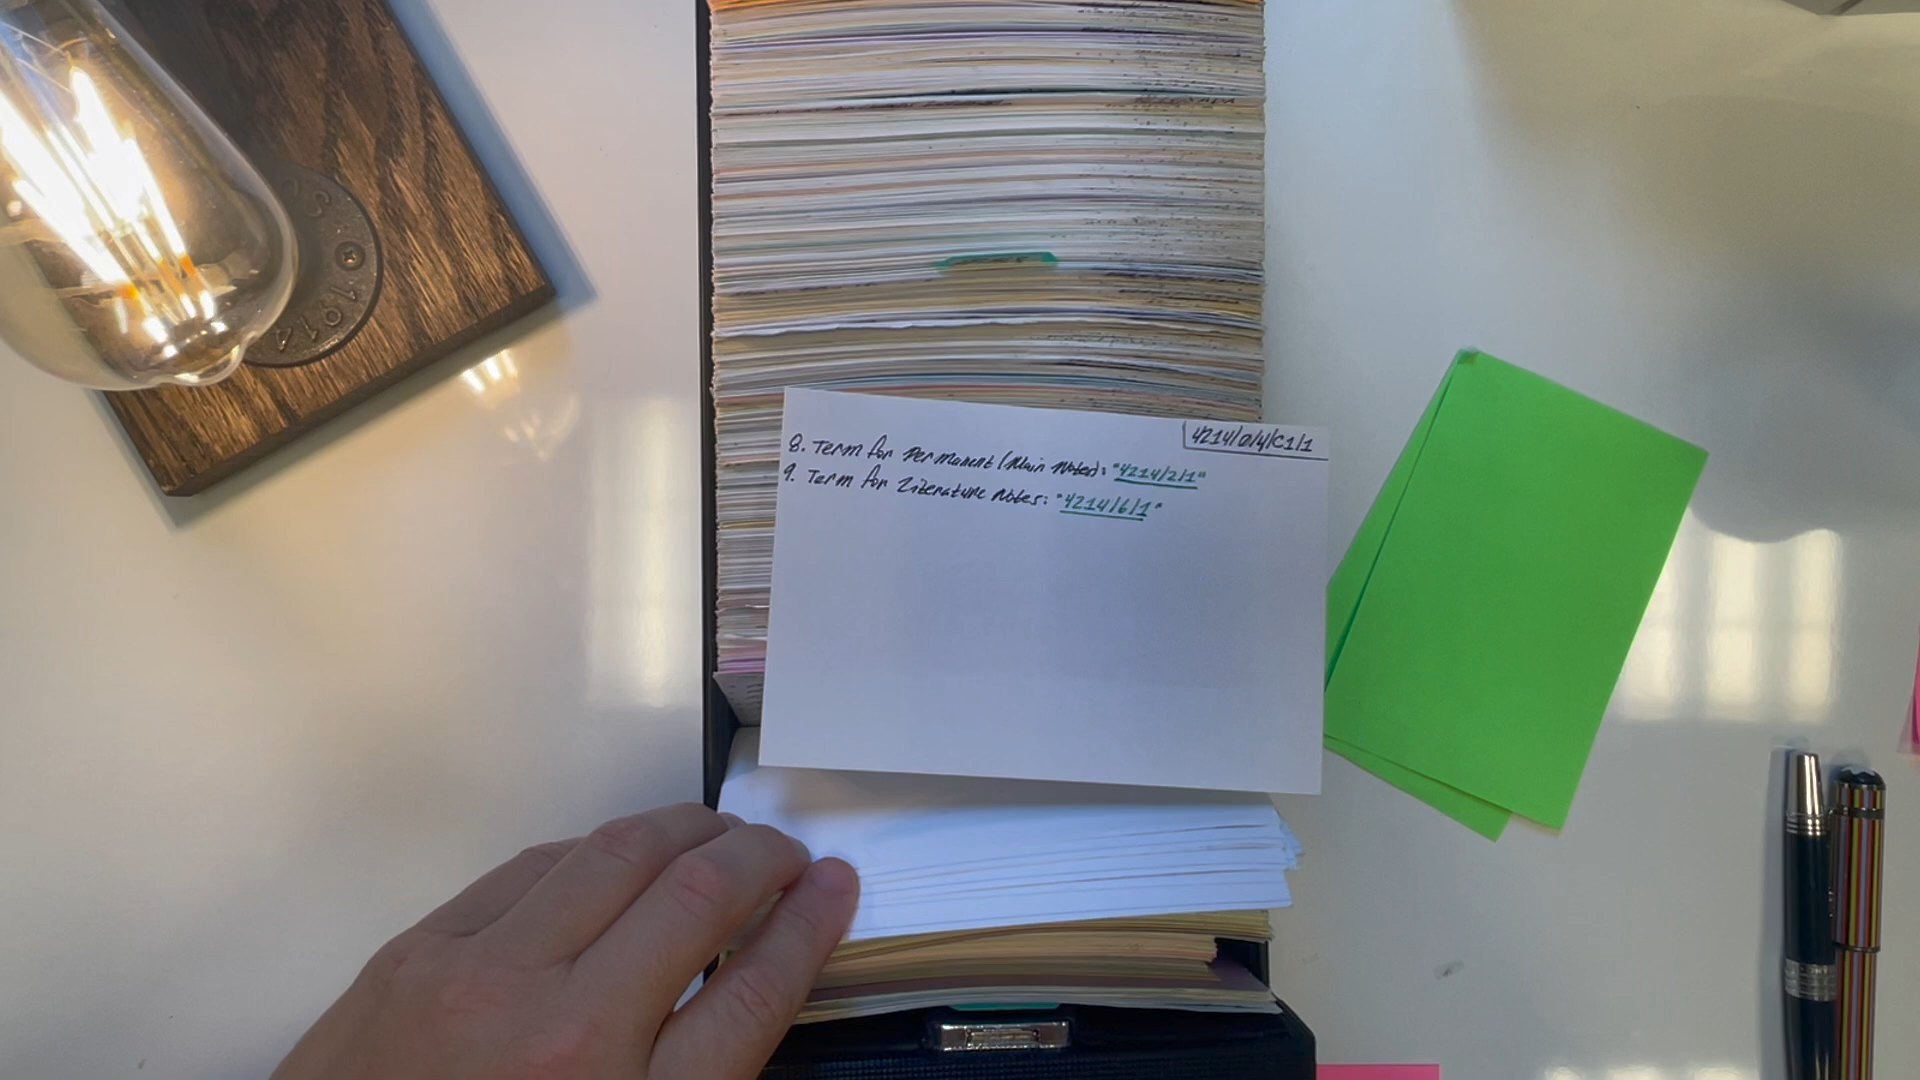 4214/0/4/C1/1
8. Term for Permanent (Main Notes): "4214/2/1"
9. Term for Literature Notes: "4214/6/1"
1914